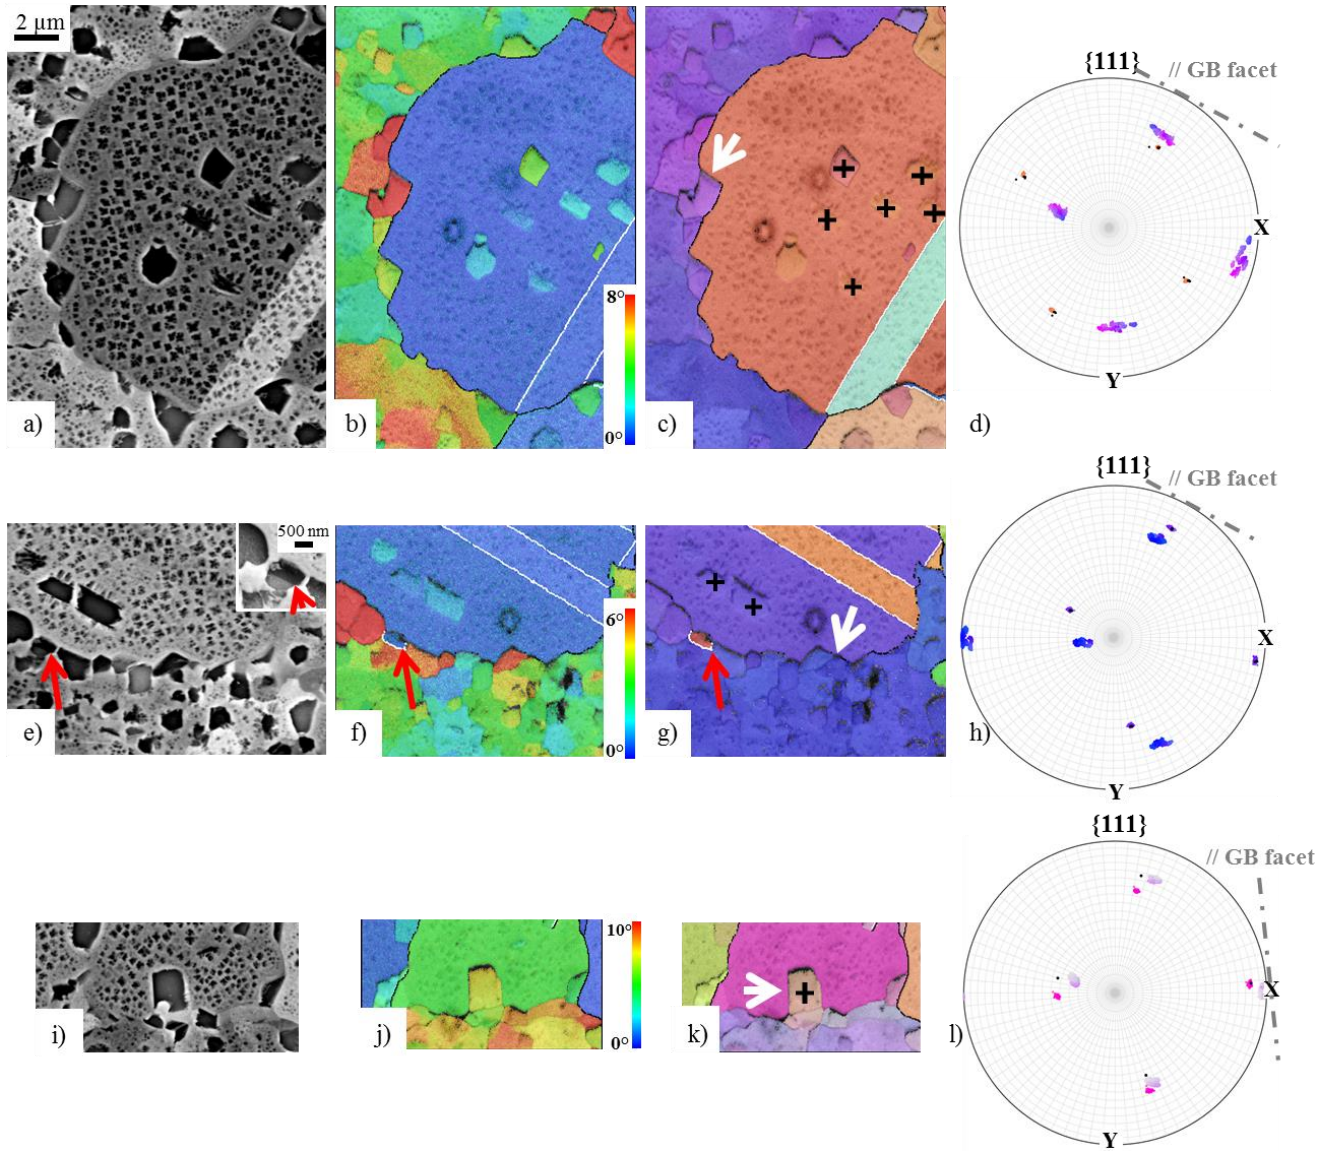 2 µm
a)
b)
8°
0°
c)
{111}
// GB facet
X
Y
d)
500 nm
e)
f)
6°
0°
g)
{111}
// GB facet
X
Y
h)
i)
j)
10°
0°
k)
{111}
// GB facet
X
Y
l)